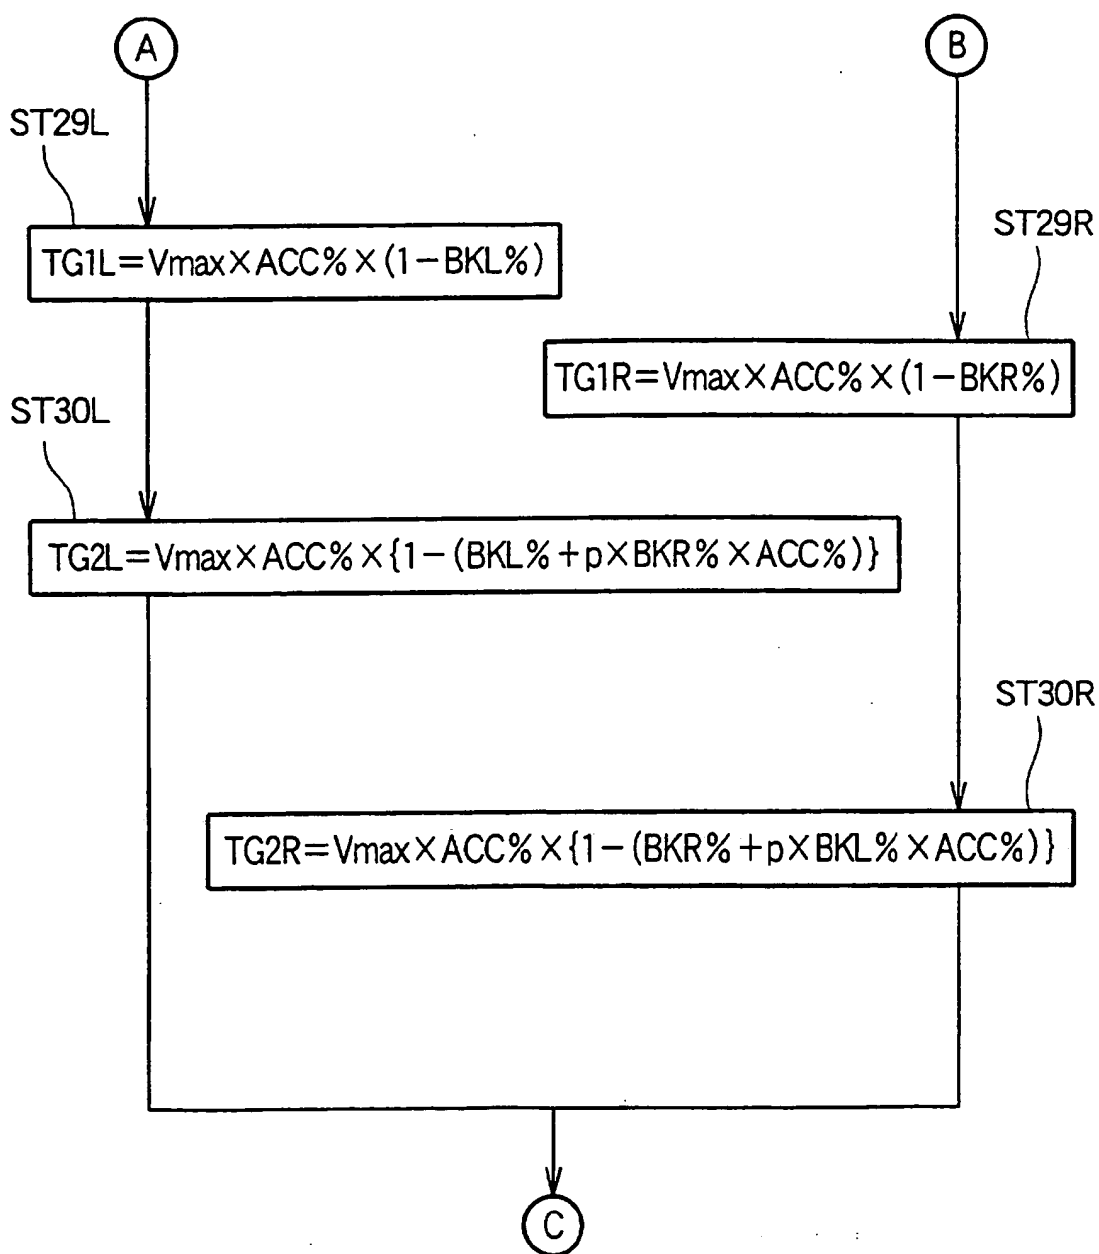 A
B
ST29L
TG1L=Vmax×ACC%×(1-BKL%)
ST29R
TG1R=Vmax×ACC%×(1-BKR%)
ST30L
TG2L=Vmax×ACC%×{1-(BKL%+p×BKR%×ACC%)}
ST30R
TG2R=Vmax×ACC%×{1-(BKR%+p×BKL%×ACC%)}
C